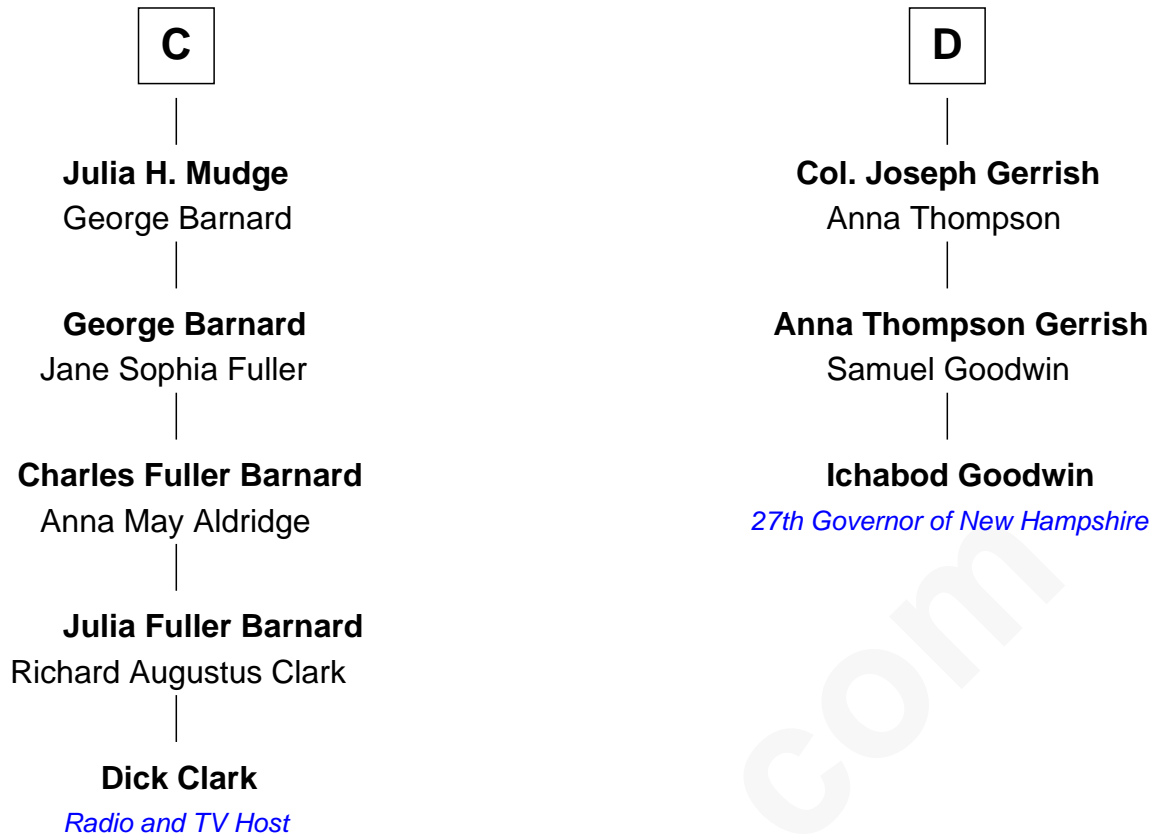 C
Julia H. Mudge
George Barnard
George Barnard
Jane Sophia Fuller
Charles Fuller Barnard
Anna May Aldridge
Julia Fuller Barnard
Richard Augustus Clark
Dick Clark
Radio and TV Host
D
Col. Joseph Gerrish
Anna Thompson
Anna Thompson Gerrish
Samuel Goodwin
Ichabod Goodwin
27th Governor of New Hampshire
com